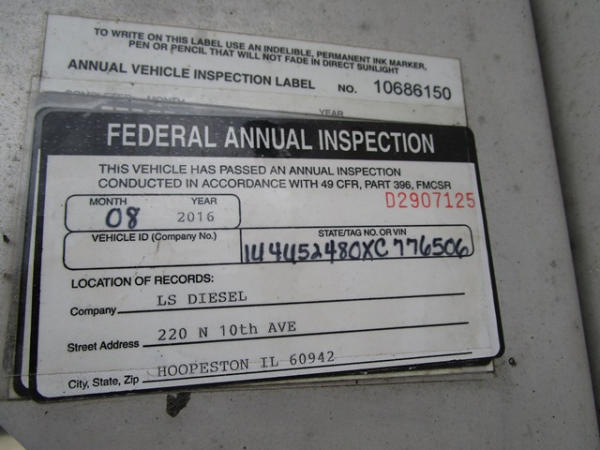 TO WRITE ON THIS LABEL USE AN INDELIBLE, PERMANENT INK MARKER,
PEN OR PENCIL THAT WILL NOT FADE IN DIRECT SUNLIGHT
ANNUAL VEHICLE INSPECTION LABEL NO. 10686150
MONTH YEAR
FEDERAL ANNUAL INSPECTION
THIS VEHICLE HAS PASSED AN ANNUAL INSPECTION
CONDUCTED IN ACCORDANCE WITH 49 CFR, PART 396, FMCSR
D2907125
MONTH YEAR
08 2016
VEHICLE ID (Company No.) STATE/TAG NO. OR VIN
144452480XC776506
LOCATION OF RECORDS:
Company LS DIESEL
Street Address 220 N 10th AVE
City, State, Zip HOOPESTON IL 60942